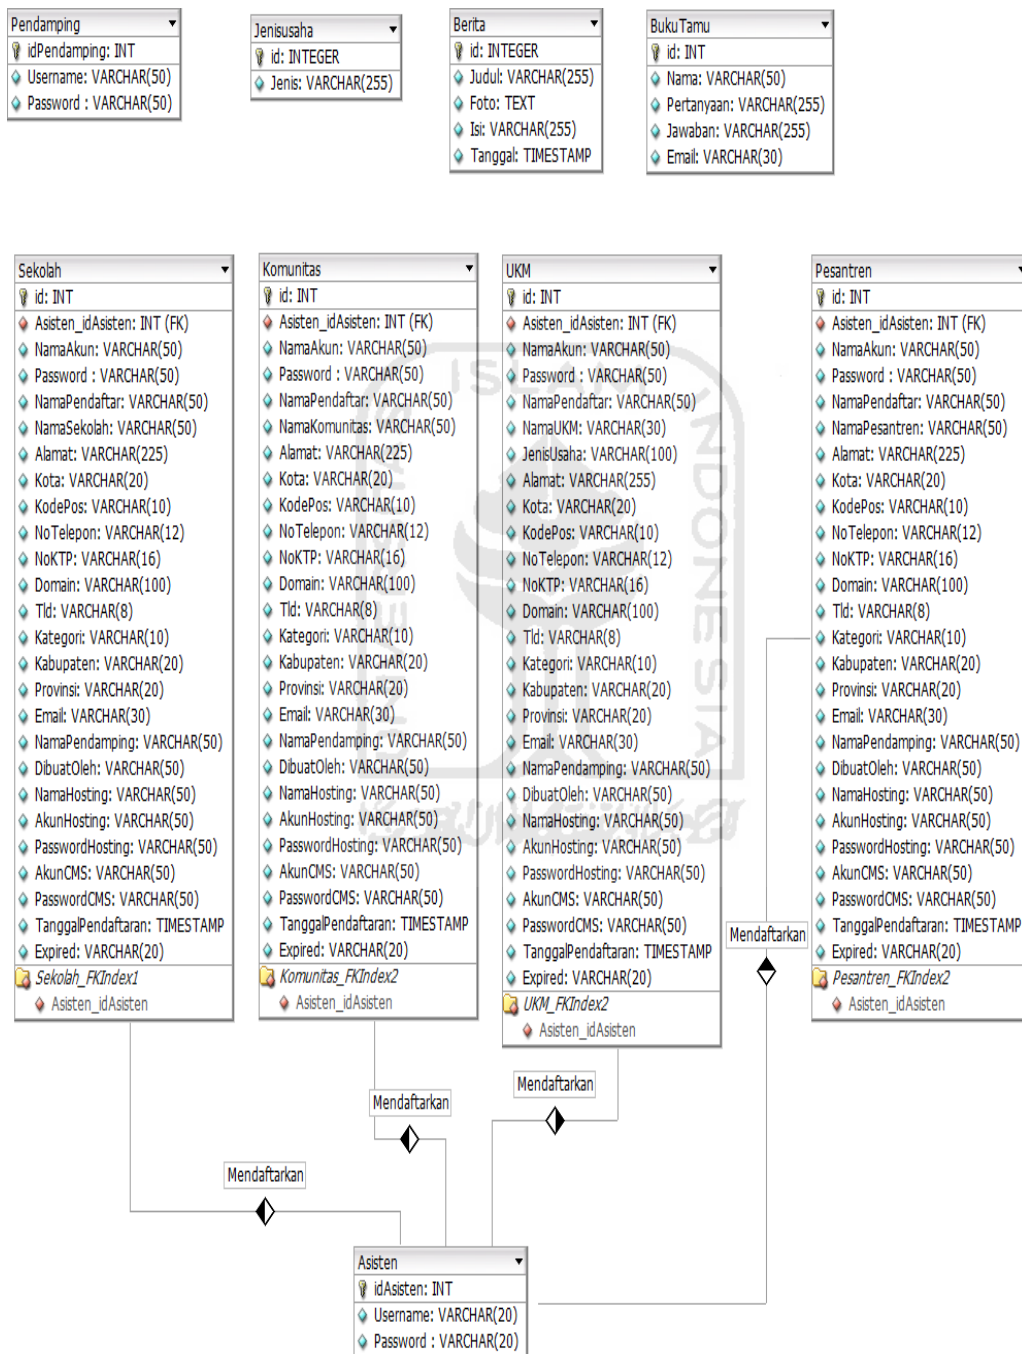 Pendamping
idPendamping: INT
Username: VARCHAR(50)
Password : VARCHAR(50)
Jenisusaha
id: INTEGER
Jenis: VARCHAR(255)
Berita
id: INTEGER
Judul: VARCHAR(255)
Foto: TEXT
Isi: VARCHAR(255)
Tanggal: TIMESTAMP
BukuTamu
id: INT
Nama: VARCHAR(50)
Pertanyaan: VARCHAR(255)
Jawaban: VARCHAR(255)
Email: VARCHAR(30)
Sekolah
id: INT
Asisten_idAsisten: INT (FK)
NamaAkun: VARCHAR(50)
Password : VARCHAR(50)
NamaPendaftar: VARCHAR(50)
NamaSekolah: VARCHAR(50)
Alamat: VARCHAR(225)
Kota: VARCHAR(20)
KodePos: VARCHAR(10)
NoTelepon: VARCHAR(12)
NoKTP: VARCHAR(16)
Domain: VARCHAR(100)
Tld: VARCHAR(8)
Kategori: VARCHAR(10)
Kabupaten: VARCHAR(20)
Provinsi: VARCHAR(20)
Email: VARCHAR(30)
NamaPendamping: VARCHAR(50)
DibuatOleh: VARCHAR(50)
NamaHosting: VARCHAR(50)
AkunHosting: VARCHAR(50)
PasswordHosting: VARCHAR(50)
AkunCMS: VARCHAR(50)
PasswordCMS: VARCHAR(50)
TanggalPendaftaran: TIMESTAMP
Expired: VARCHAR(20)
Sekolah_FKIndex1
Asisten_idAsisten
Komunitas
id: INT
Asisten_idAsisten: INT (FK)
NamaAkun: VARCHAR(50)
Password : VARCHAR(50)
NamaPendaftar: VARCHAR(50)
NamaKomunitas: VARCHAR(50)
Alamat: VARCHAR(225)
Kota: VARCHAR(20)
KodePos: VARCHAR(10)
NoTelepon: VARCHAR(12)
NoKTP: VARCHAR(16)
Domain: VARCHAR(100)
Tld: VARCHAR(8)
Kategori: VARCHAR(10)
Kabupaten: VARCHAR(20)
Provinsi: VARCHAR(20)
Email: VARCHAR(30)
NamaPendamping: VARCHAR(50)
DibuatOleh: VARCHAR(50)
NamaHosting: VARCHAR(50)
AkunHosting: VARCHAR(50)
PasswordHosting: VARCHAR(50)
AkunCMS: VARCHAR(50)
PasswordCMS: VARCHAR(50)
TanggalPendaftaran: TIMESTAMP
Expired: VARCHAR(20)
Komunitas_FKIndex2
Asisten_idAsisten
UKM
id: INT
Asisten_idAsisten: INT (FK)
NamaAkun: VARCHAR(50)
Password : VARCHAR(50)
NamaPendaftar: VARCHAR(50)
NamaUKM: VARCHAR(30)
JenisUsaha: VARCHAR(100)
Alamat: VARCHAR(255)
Kota: VARCHAR(20)
KodePos: VARCHAR(10)
NoTelepon: VARCHAR(12)
NoKTP: VARCHAR(16)
Domain: VARCHAR(100)
Tld: VARCHAR(8)
Kategori: VARCHAR(10)
Kabupaten: VARCHAR(20)
Provinsi: VARCHAR(20)
Email: VARCHAR(30)
NamaPendamping: VARCHAR(50)
DibuatOleh: VARCHAR(50)
NamaHosting: VARCHAR(50)
AkunHosting: VARCHAR(50)
PasswordHosting: VARCHAR(50)
AkunCMS: VARCHAR(50)
PasswordCMS: VARCHAR(50)
TanggalPendaftaran: TIMESTAMP
Expired: VARCHAR(20)
UKM_FKIndex2
Asisten_idAsisten
Pesantren
id: INT
Asisten_idAsisten: INT (FK)
NamaAkun: VARCHAR(50)
Password : VARCHAR(50)
NamaPendaftar: VARCHAR(50)
NamaPesantren: VARCHAR(50)
Alamat: VARCHAR(225)
Kota: VARCHAR(20)
KodePos: VARCHAR(10)
NoTelepon: VARCHAR(12)
NoKTP: VARCHAR(16)
Domain: VARCHAR(100)
Tld: VARCHAR(8)
Kategori: VARCHAR(10)
Kabupaten: VARCHAR(20)
Provinsi: VARCHAR(20)
Email: VARCHAR(30)
NamaPendamping: VARCHAR(50)
DibuatOleh: VARCHAR(50)
NamaHosting: VARCHAR(50)
AkunHosting: VARCHAR(50)
PasswordHosting: VARCHAR(50)
AkunCMS: VARCHAR(50)
PasswordCMS: VARCHAR(50)
TanggalPendaftaran: TIMESTAMP
Expired: VARCHAR(20)
Pesantren_FKIndex2
Asisten_idAsisten
UNIVERSITAS
ISLAM
INDONESIA
Mendaftarkan
Mendaftarkan
Mendaftarkan
Mendaftarkan
Asisten
idAsisten: INT
Username: VARCHAR(20)
Password : VARCHAR(20)